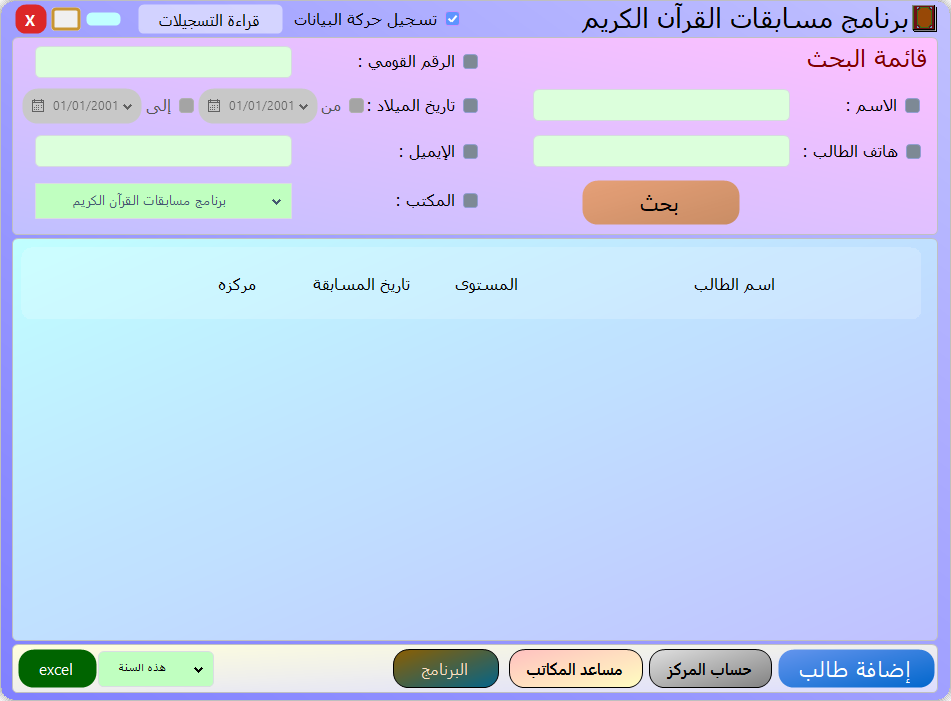 برنامج مسابقات القرآن الكريم
تسجيل حركة البيانات
قراءة التسجيلات
X
قائمة البحث
الرقم القومي :
الاسم :
تاريخ الميلاد :
من
01/01/2001
إلى
01/01/2001
هاتف الطالب :
الإيميل :
المكتب :
برنامج مسابقات القرآن الكريم
بحث
اسم الطالب
المستوى
تاريخ المسابقة
مركزه
إضافة طالب
حساب المركز
مساعد المكاتب
البرنامج
هذه السنة
excel